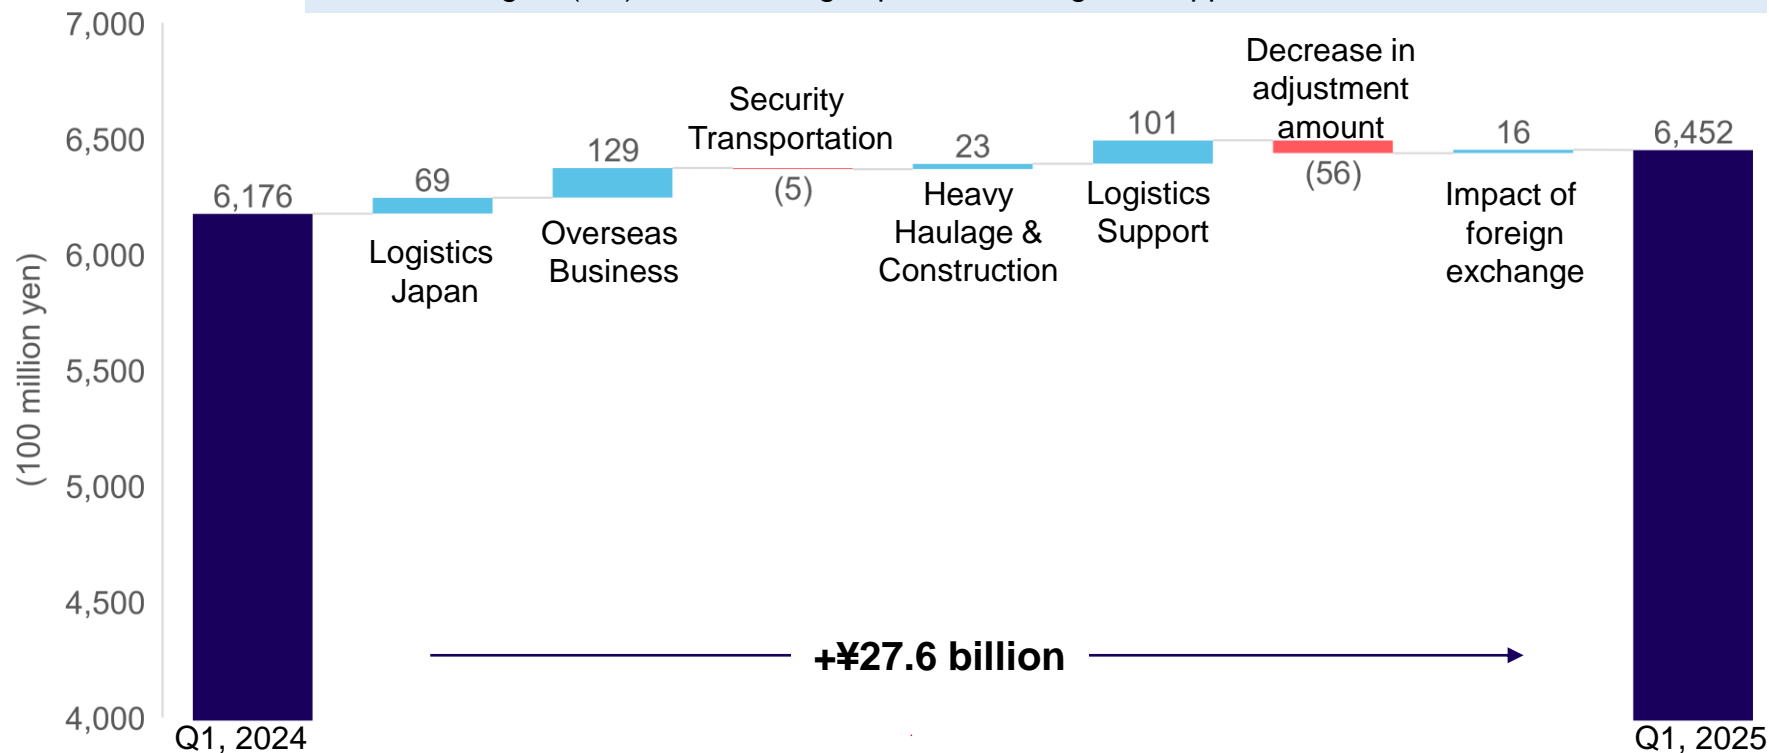 7,000
6,500
6,000
5,500
5,000
4,500
4,000
(100 million yen)
6,176
69
Logistics
Japan
129
Overseas
Business
Security
Transportation
(5)
23
Heavy
Haulage &
Construction
101
Logistics
Support
Decrease in
adjustment
amount
(56)
16
Impact of
foreign
exchange
6,452
+¥27.6 billion
Q1, 2024
Q1, 2025